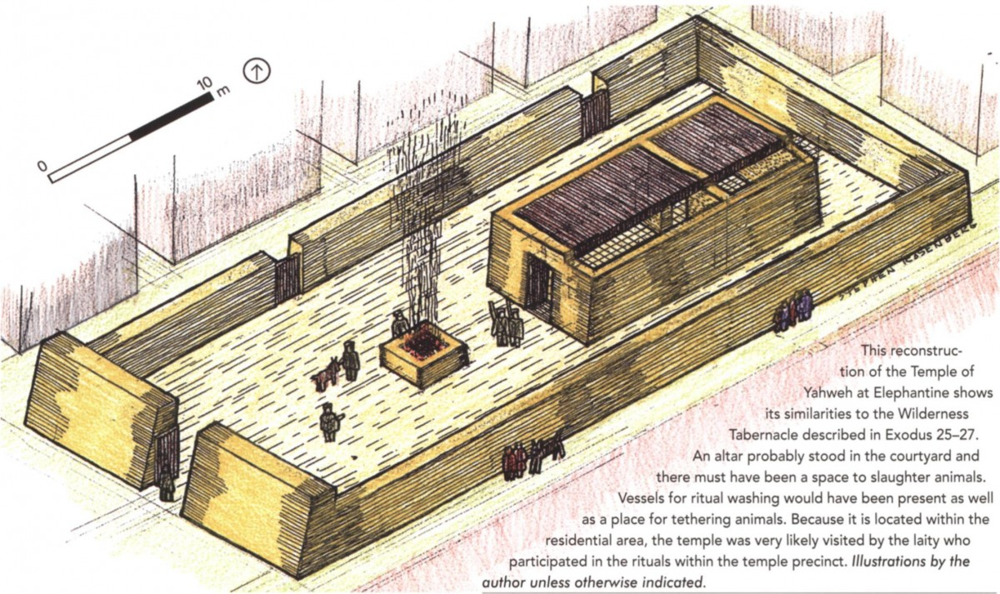 10
m
0
STEPHEN ROSENBERG
This reconstruc-
tion of the Temple of
Yahweh at Elephantine shows
its similarities to the Wilderness
Tabernacle described in Exodus 25–27.
An altar probably stood in the courtyard and
there must have been a space to slaughter animals.
Vessels for ritual washing would have been present as well
as a place for tethering animals. Because it is located within the
residential area, the temple was very likely visited by the laity who
participated in the rituals within the temple precinct. Illustrations by the
author unless otherwise indicated.